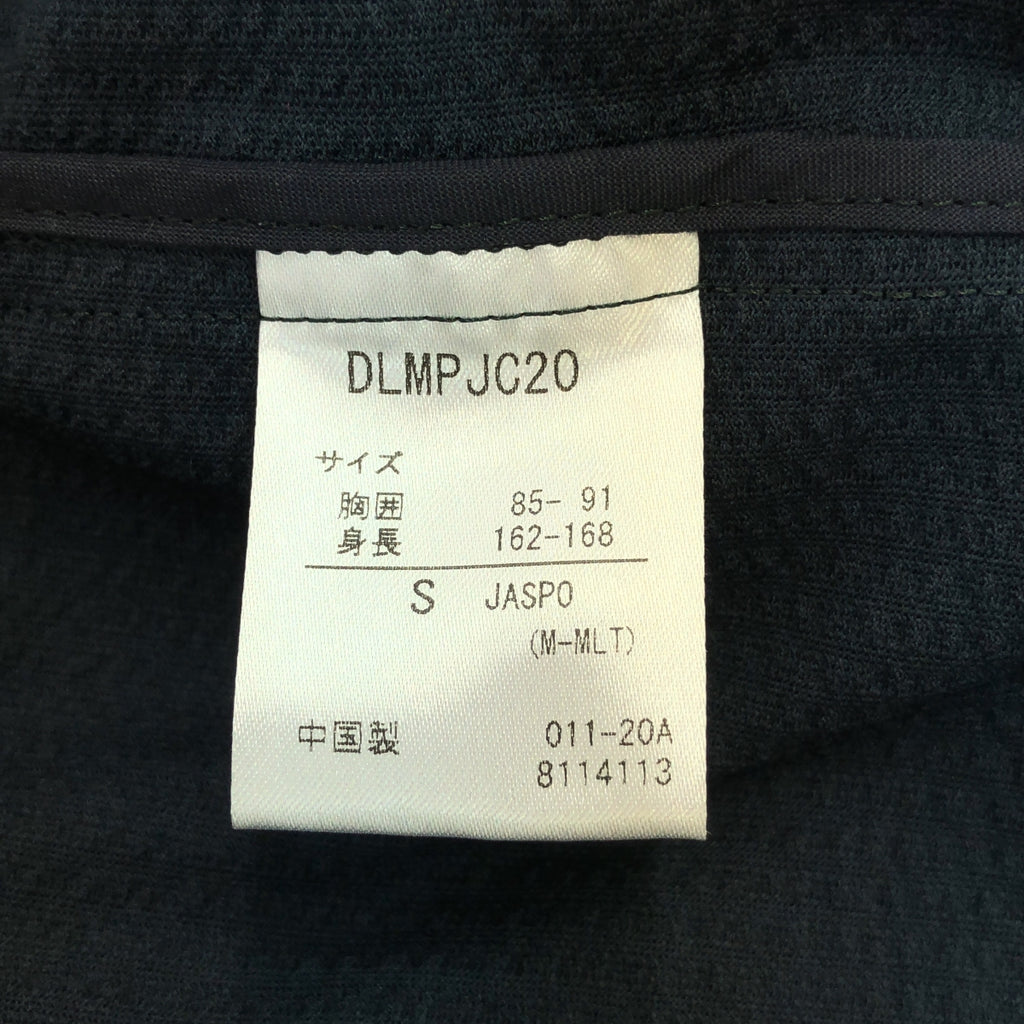 DLMPJC20
サイズ
胸囲 85- 91
身長 162-168
S JASPO
(M-MLT)
中国製 011-20A
8114113